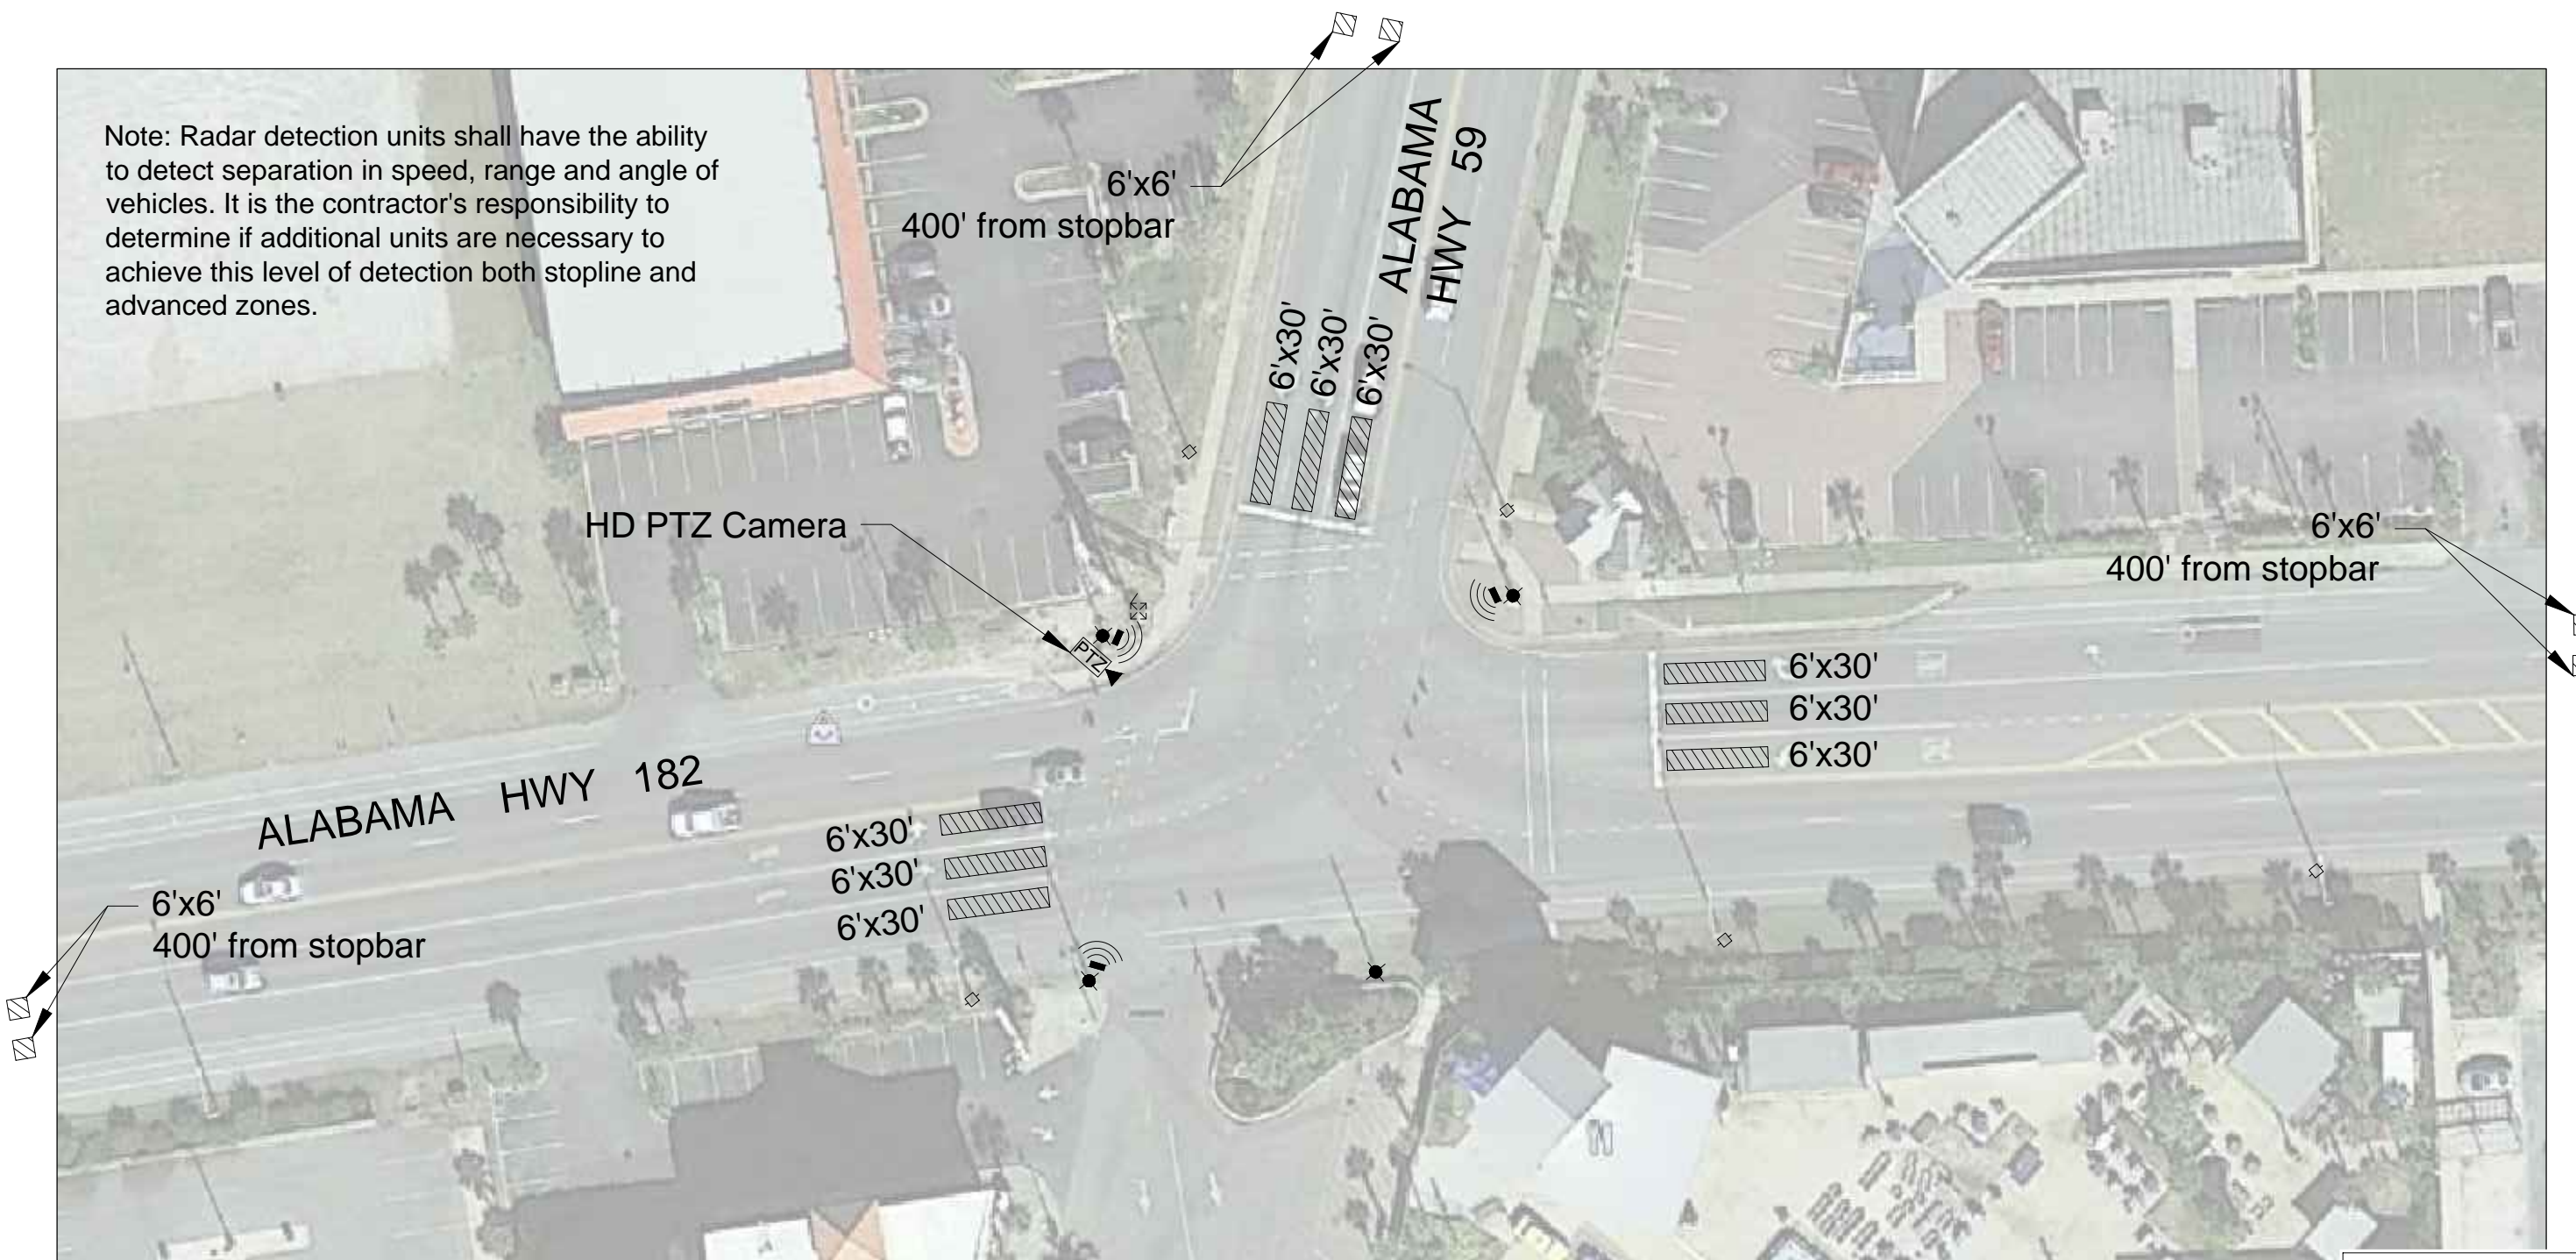 Note: Radar detection units shall have the ability
to detect separation in speed, range and angle of
vehicles. It is the contractor's responsibility to
determine if additional units are necessary to
achieve this level of detection both stopline and
advanced zones.
6'x6'
400' from stopbar
ALABAMA
HWY 59
6'x30'
6'x30'
6'x30'
HD PTZ Camera
PTZ
6'x6'
400' from stopbar
6'x30'
6'x30'
6'x30'
ALABAMA HWY 182
6'x30'
6'x30'
6'x30'
6'x6'
400' from stopbar